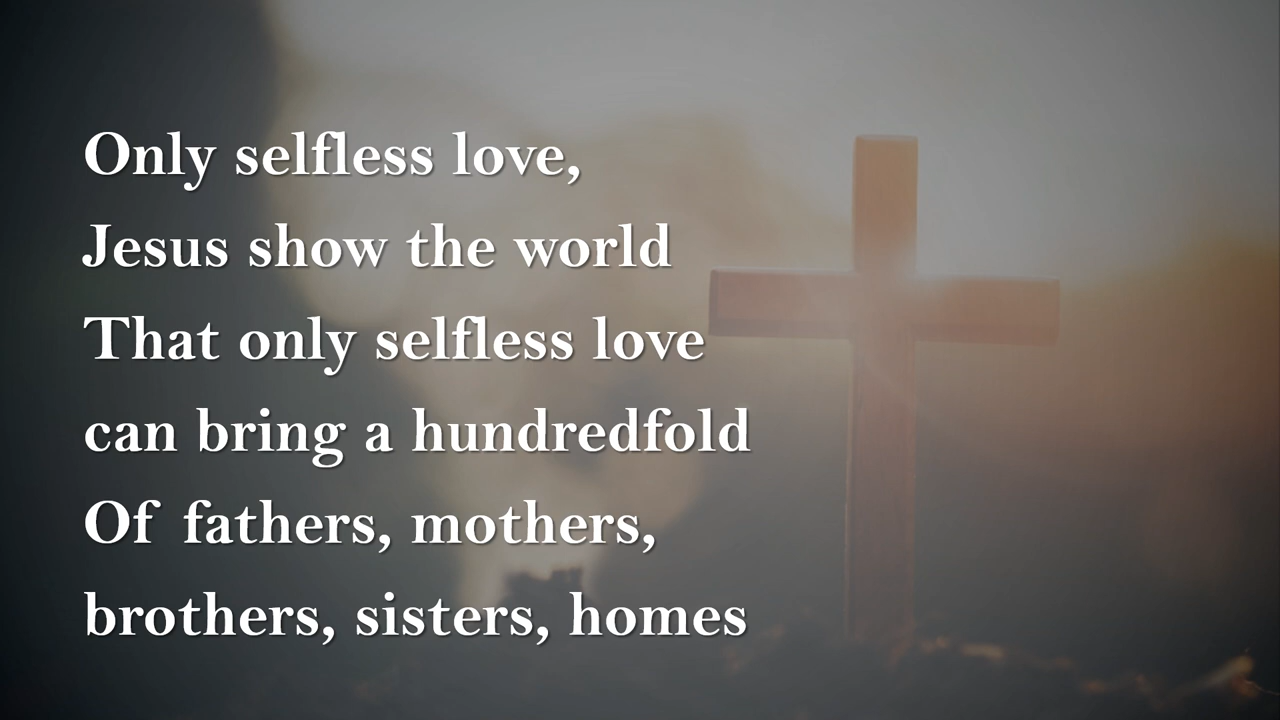 Only selfless love,
Jesus show the world
That only selfless love
can bring a hundredfold
Of fathers, mothers,
brothers, sisters, homes